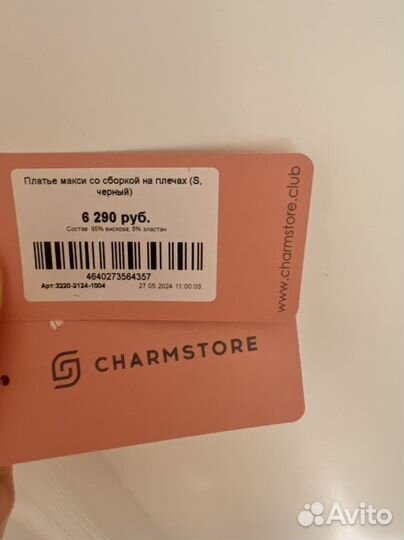 Платье макси со сборкой на плечах (S,
черный)
6 290 руб.
Состав: 95% вискоза, 5% эластан
4640273564357
Арт:3220-2124-1004 27 05 2024 11:00:03
www.charmstore.club
CHARMSTORE
Avito